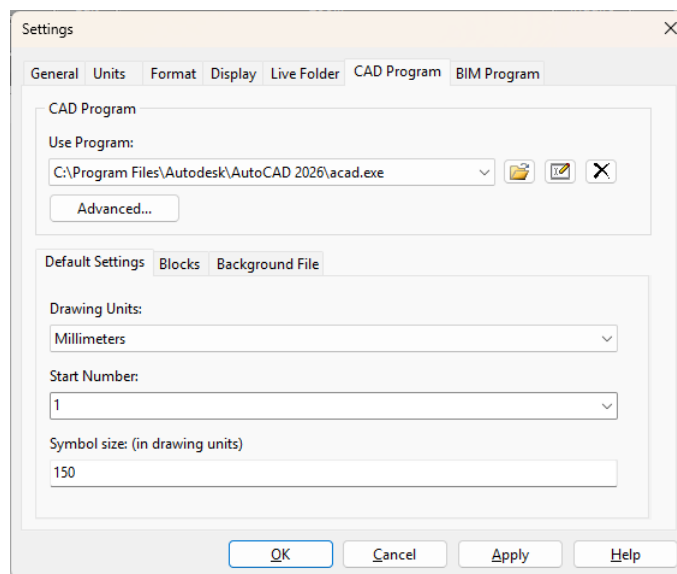 Settings
General Units Format Display Live Folder CAD Program BIM Program
CAD Program
Use Program:
C:\Program Files\Autodesk\AutoCAD 2026\acad.exe
Advanced...
Default Settings Blocks Background File
Drawing Units:
Millimeters
Start Number:
1
Symbol size: (in drawing units)
150
OK Cancel Apply Help